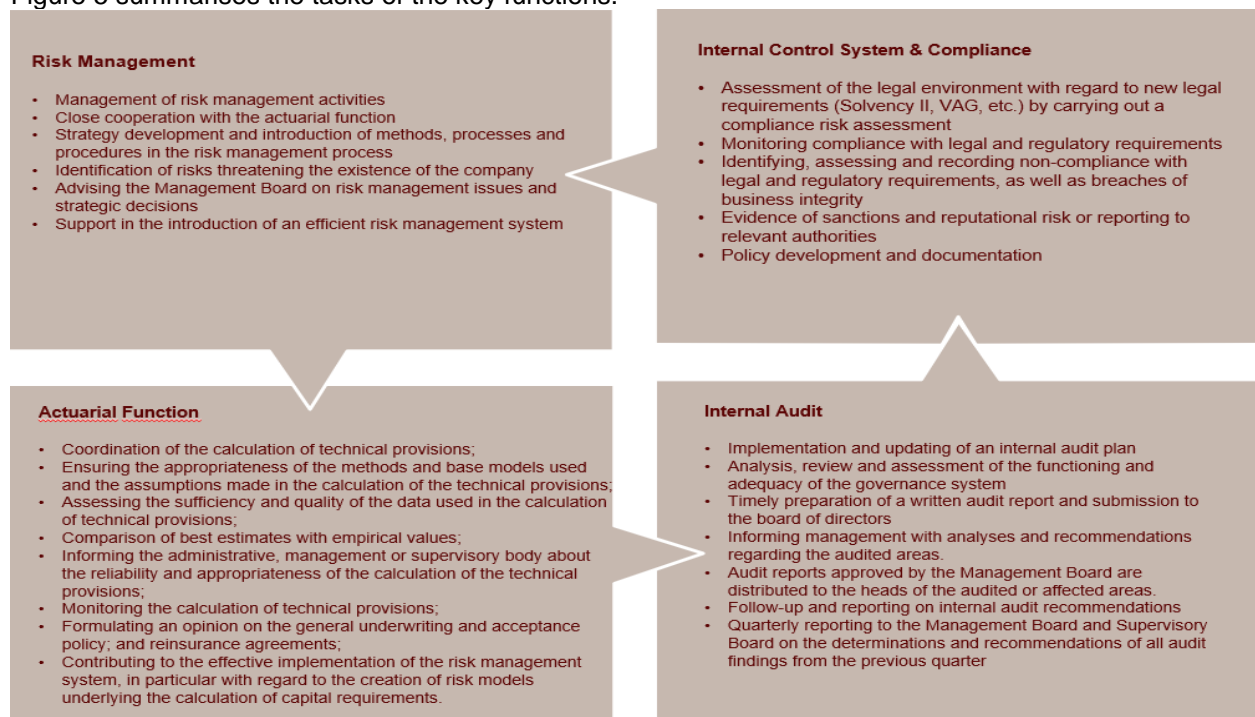 Figure summarises the tasks of the key functions.
Risk Management
• Management of risk management activities
• Close cooperation with the actuarial function
• Strategy development and introduction of methods, processes and
procedures in the risk management process
• Identification of risks threatening the existence of the company
• Advising the Management Board on risk management issues and
strategic decisions
• Support in the introduction of an efficient risk management system
Internal Control System & Compliance
• Assessment of the legal environment with regard to new legal
requirements (Solvency II, VAG, etc.) by carrying out a
compliance risk assessment
• Monitoring compliance with legal and regulatory requirements
• Identifying, assessing and recording non-compliance with
legal and regulatory requirements, as well as breaches of
business integrity
• Evidence of sanctions and reputational risk or reporting to
relevant authorities
• Policy development and documentation
Actuarial Function
• Coordination of the calculation of technical provisions;
• Ensuring the appropriateness of the methods and base models used
and the assumptions made in the calculation of the technical provisions;
• Assessing the sufficiency and quality of the data used in the calculation
of technical provisions;
• Comparison of best estimates with empirical values;
• Informing the administrative, management or supervisory body about
the reliability and appropriateness of the calculation of the technical
provisions;
• Monitoring the calculation of technical provisions;
• Formulating an opinion on the general underwriting and acceptance
policy; and reinsurance agreements;
• Contributing to the effective implementation of the risk management
system, in particular with regard to the creation of risk models
underlying the calculation of capital requirements.
Internal Audit
• Implementation and updating of an internal audit plan
• Analysis, review and assessment of the functioning and
adequacy of the governance system
• Timely preparation of a written audit report and submission to
the board of directors
• Informing management with analyses and recommendations
regarding the audited areas.
• Audit reports approved by the Management Board are
distributed to the heads of the audited or affected areas.
• Follow-up and reporting on internal audit recommendations
• Quarterly reporting to the Management Board and Supervisory
Board on the determinations and recommendations of all audit
findings from the previous quarter